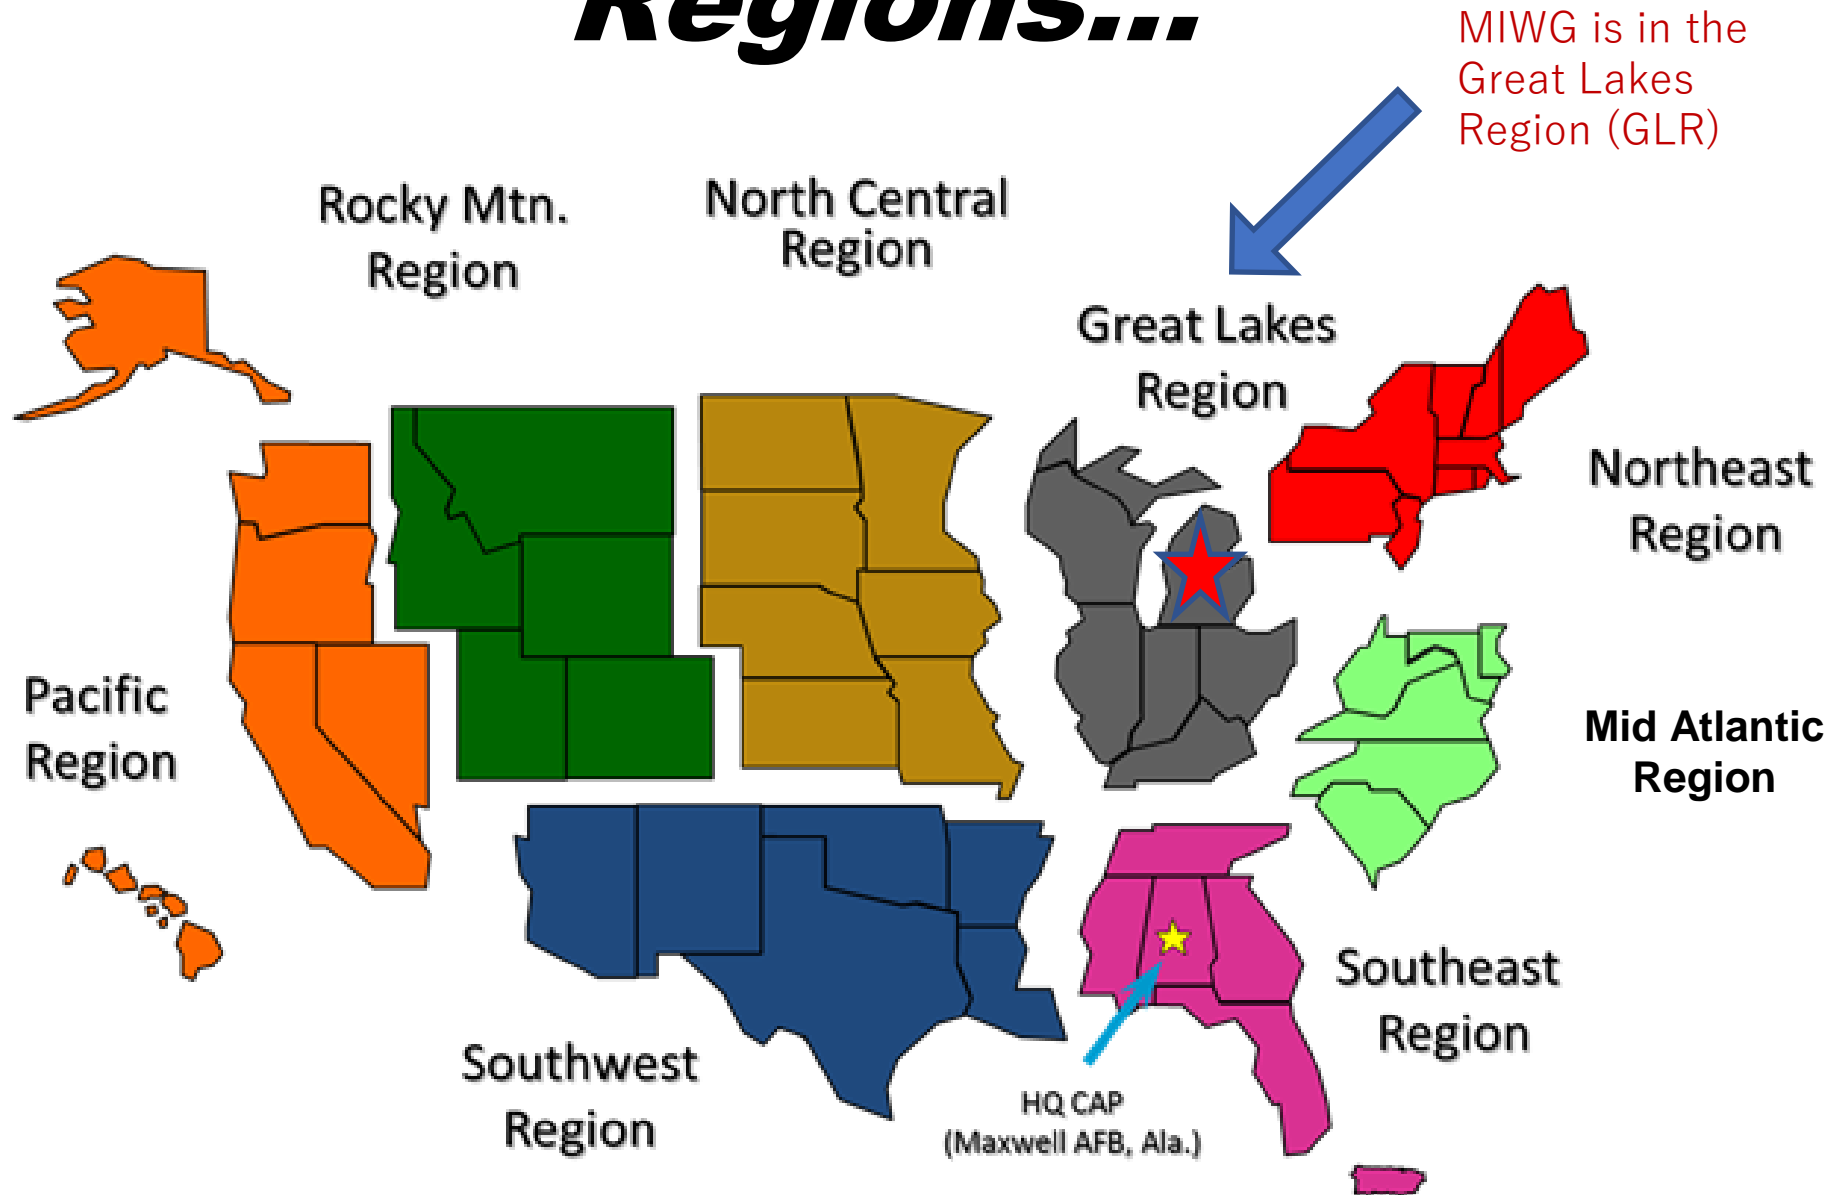 Regions...
MIWG is in the
Great Lakes
Region (GLR)
Rocky Mtn.
Region
North Central
Region
Great Lakes
Region
Northeast
Region
Pacific
Region
Mid Atlantic
Region
Southeast
Region
Southwest
Region
HQ CAP
(Maxwell AFB, Ala.)